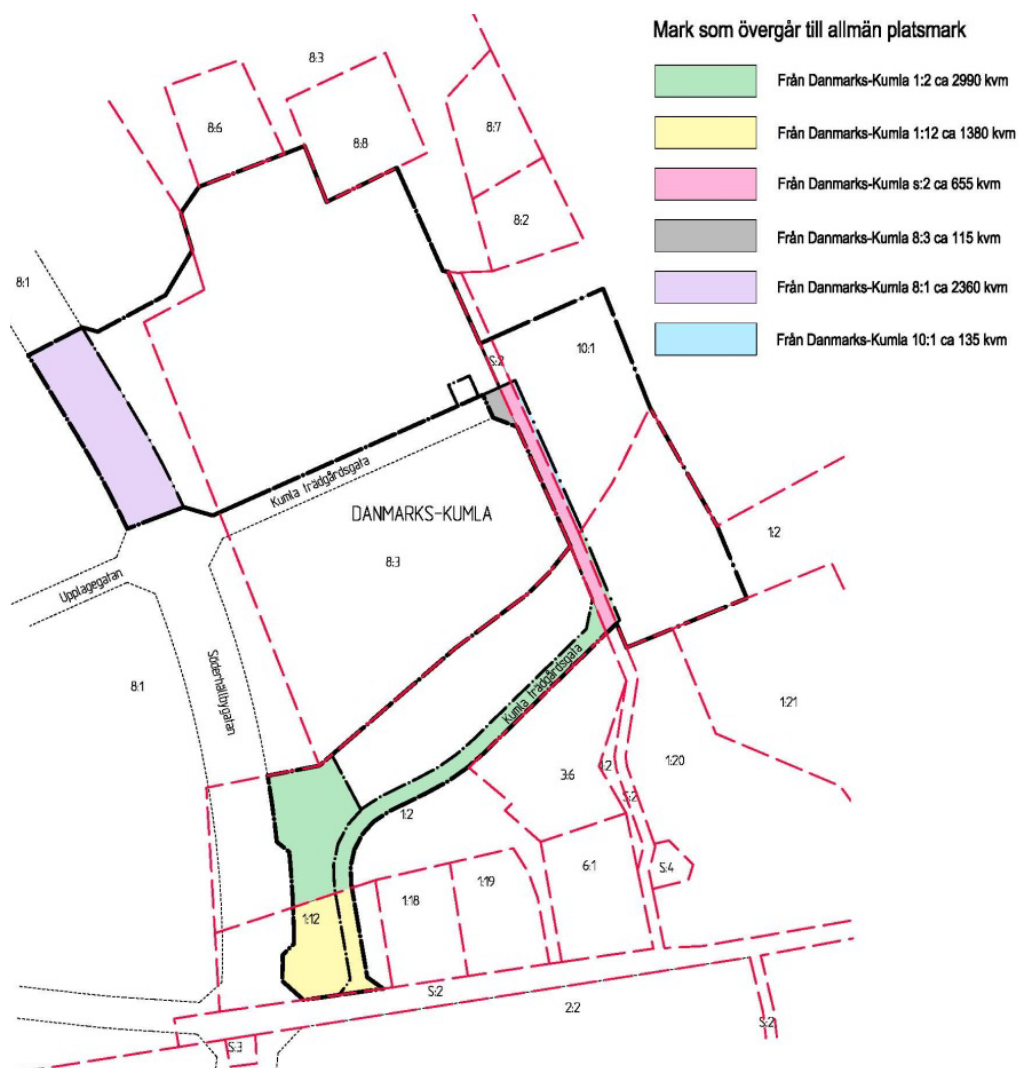 Mark som övergår till allmän platsmark
Från Danmarks-Kumla 1:2 ca 2990 kvm
Från Danmarks-Kumla 1:12 ca 1380 kvm
Från Danmarks-Kumla s:2 ca 655 kvm
Från Danmarks-Kumla 8:3 ca 115 kvm
Från Danmarks-Kumla 8:1 ca 2360 kvm
Från Danmarks-Kumla 10:1 ca 135 kvm
8:3
8:6
8:8
8:7
8:2
8:1
10:1
S:2
Kumla trädgårdsgata
DANMARKS-KUMLA
8:3
1:2
Upplagegatan
Söderhällbygatan
8:1
Kumla trädgårdsgata
1:21
3:6
1:2
1:20
S:2
1:2
6:1
S:4
1:19
1:18
1:12
S:2
2:2
S:2
S:3